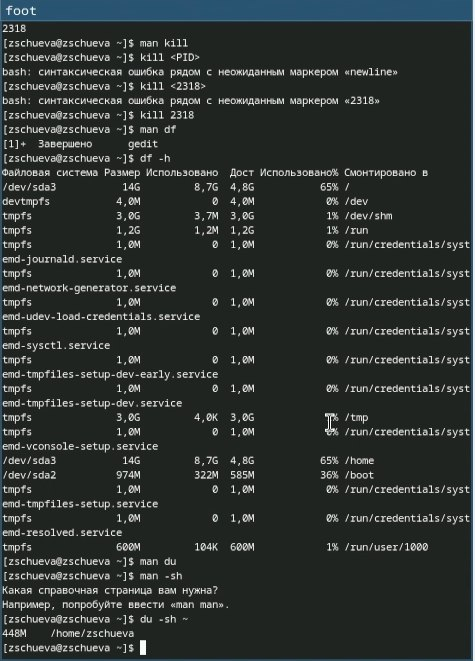 foot
2318
[zschueva@zschueva ~]$ man kill
[zschueva@zschueva ~]$ kill <PID>
bash: синтаксическая ошибка рядом с неожиданным маркером «newline»
[zschueva@zschueva ~]$ kill <2318>
bash: синтаксическая ошибка рядом с неожиданным маркером «2318»
[zschueva@zschueva ~]$ kill 2318
[zschueva@zschueva ~]$ man df
[1]+  Завершено      gedit
[zschueva@zschueva ~]$ df -h
Файловая система Размер Использовано  Дост Использовано% Смонтировано в
/dev/sda3           14G         8,7G  4,8G           65% /
devtmpfs           4,0M            0  4,0M            0% /dev
tmpfs              3,0G         3,7M  3,0G            1% /dev/shm
tmpfs              1,2G         1,2M  1,2G            1% /run
tmpfs              1,0M            0  1,0M            0% /run/credentials/syst
emd-journald.service
tmpfs              1,0M            0  1,0M            0% /run/credentials/syst
emd-network-generator.service
tmpfs              1,0M            0  1,0M            0% /run/credentials/syst
emd-udev-load-credentials.service
tmpfs              1,0M            0  1,0M            0% /run/credentials/syst
emd-sysctl.service
tmpfs              1,0M            0  1,0M            0% /run/credentials/syst
emd-tmpfiles-setup-dev-early.service
tmpfs              1,0M            0  1,0M            0% /run/credentials/syst
emd-tmpfiles-setup-dev.service
tmpfs              3,0G         4,0K  3,0G             % /tmp
tmpfs              1,0M            0  1,0M            0% /run/credentials/syst
emd-vconsole-setup.service
/dev/sda3           14G         8,7G  4,8G           65% /home
/dev/sda2          974M         322M  585M           36% /boot
tmpfs              1,0M            0  1,0M            0% /run/credentials/syst
emd-tmpfiles-setup.service
tmpfs              1,0M            0  1,0M            0% /run/credentials/syst
emd-resolved.service
tmpfs              600M         104K  600M            1% /run/user/1000
[zschueva@zschueva ~]$ man du
[zschueva@zschueva ~]$ man -sh
Какая справочная страница вам нужна?
Например, попробуйте ввести «man man».
[zschueva@zschueva ~]$ du -sh ~
448M    /home/zschueva
[zschueva@zschueva ~]$